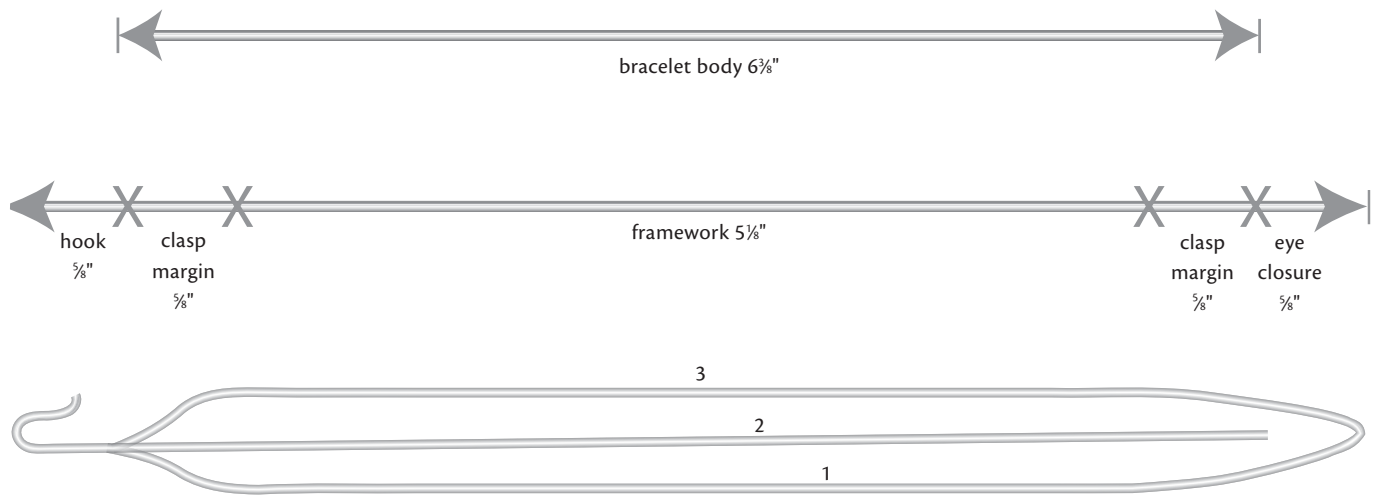 bracelet body 6⅜"
framework 5⅛"
hook
⅝"
clasp
margin
⅝"
clasp
margin
⅝"
eye
closure
⅝"
3
2
1